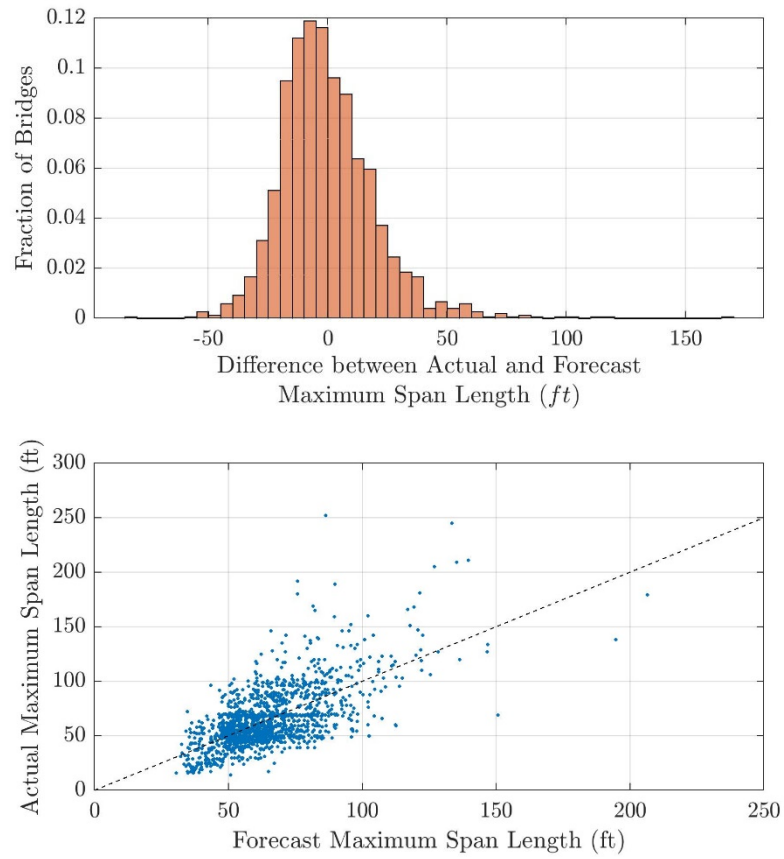 0.12
0.1
0.08
0.06
0.04
0.02
0
Fraction of Bridges
-50 0 50 100 150
Difference between Actual and Forecast
Maximum Span Length (ft)
300
250
200
150
100
50
0
Actual Maximum Span Length (ft)
0 50 100 150 200 250
Forecast Maximum Span Length (ft)